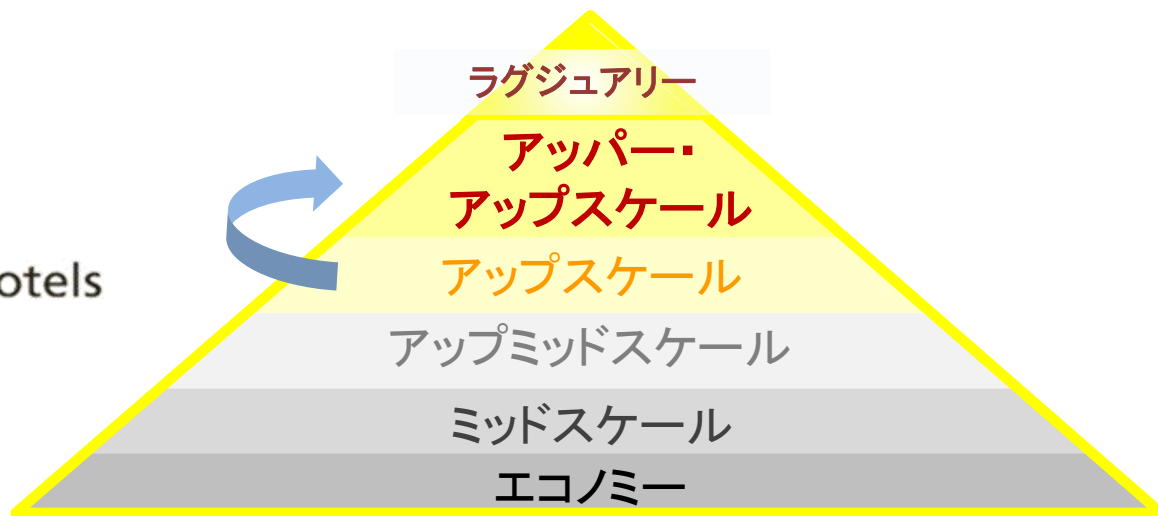 ラグジュアリー
アッパー・
アップスケール
アップスケール
otels
アップミッドスケール
ミッドスケール
エコノミー